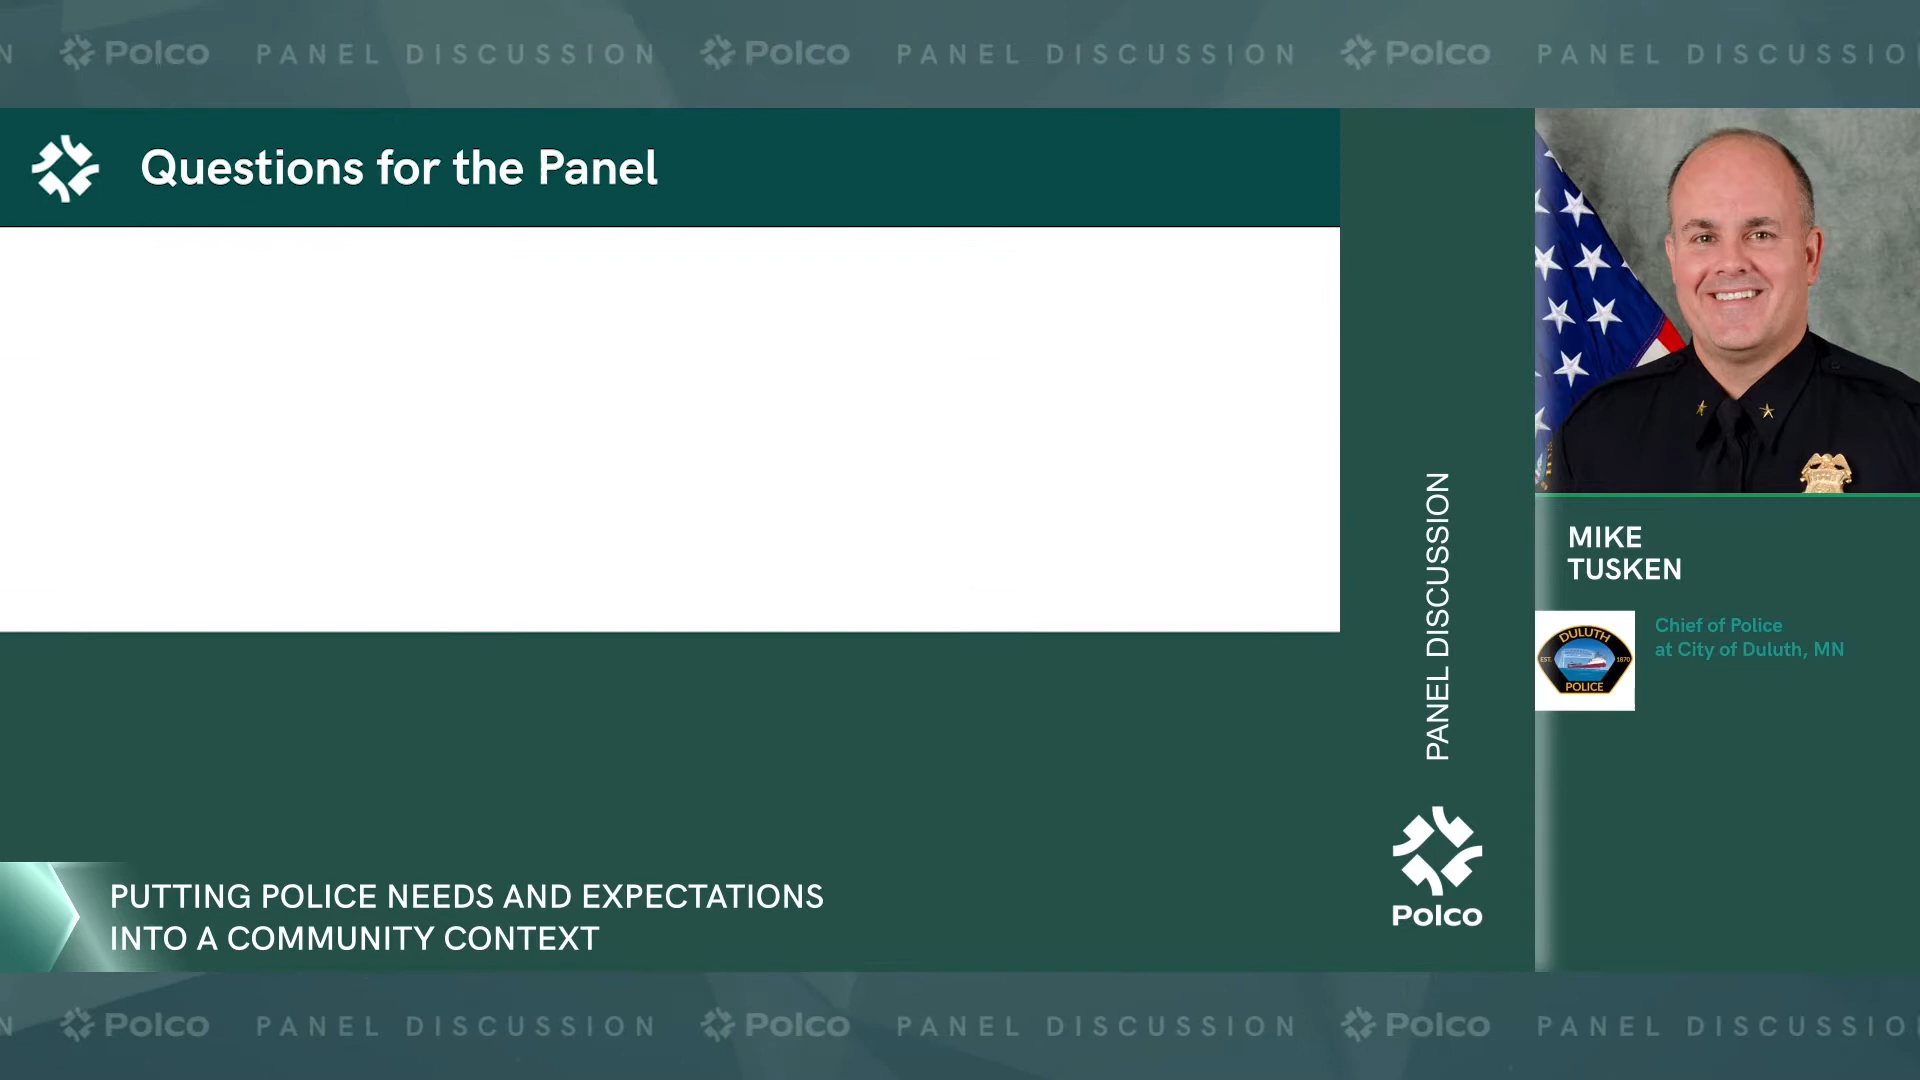 N Polco PANEL DISCUSSION Polco PANEL DISCUSSION Polco PANEL DISCUSSIO
Questions for the Panel
PANEL DISCUSSION
Polco
MIKE
TUSKEN
DULUTH
EST. 1870
POLICE
Chief of Police
at City of Duluth, MN
PUTTING POLICE NEEDS AND EXPECTATIONS
INTO A COMMUNITY CONTEXT
N Polco PANEL DISCUSSION Polco PANEL DISCUSSION Polco PANEL DISCUSSIO